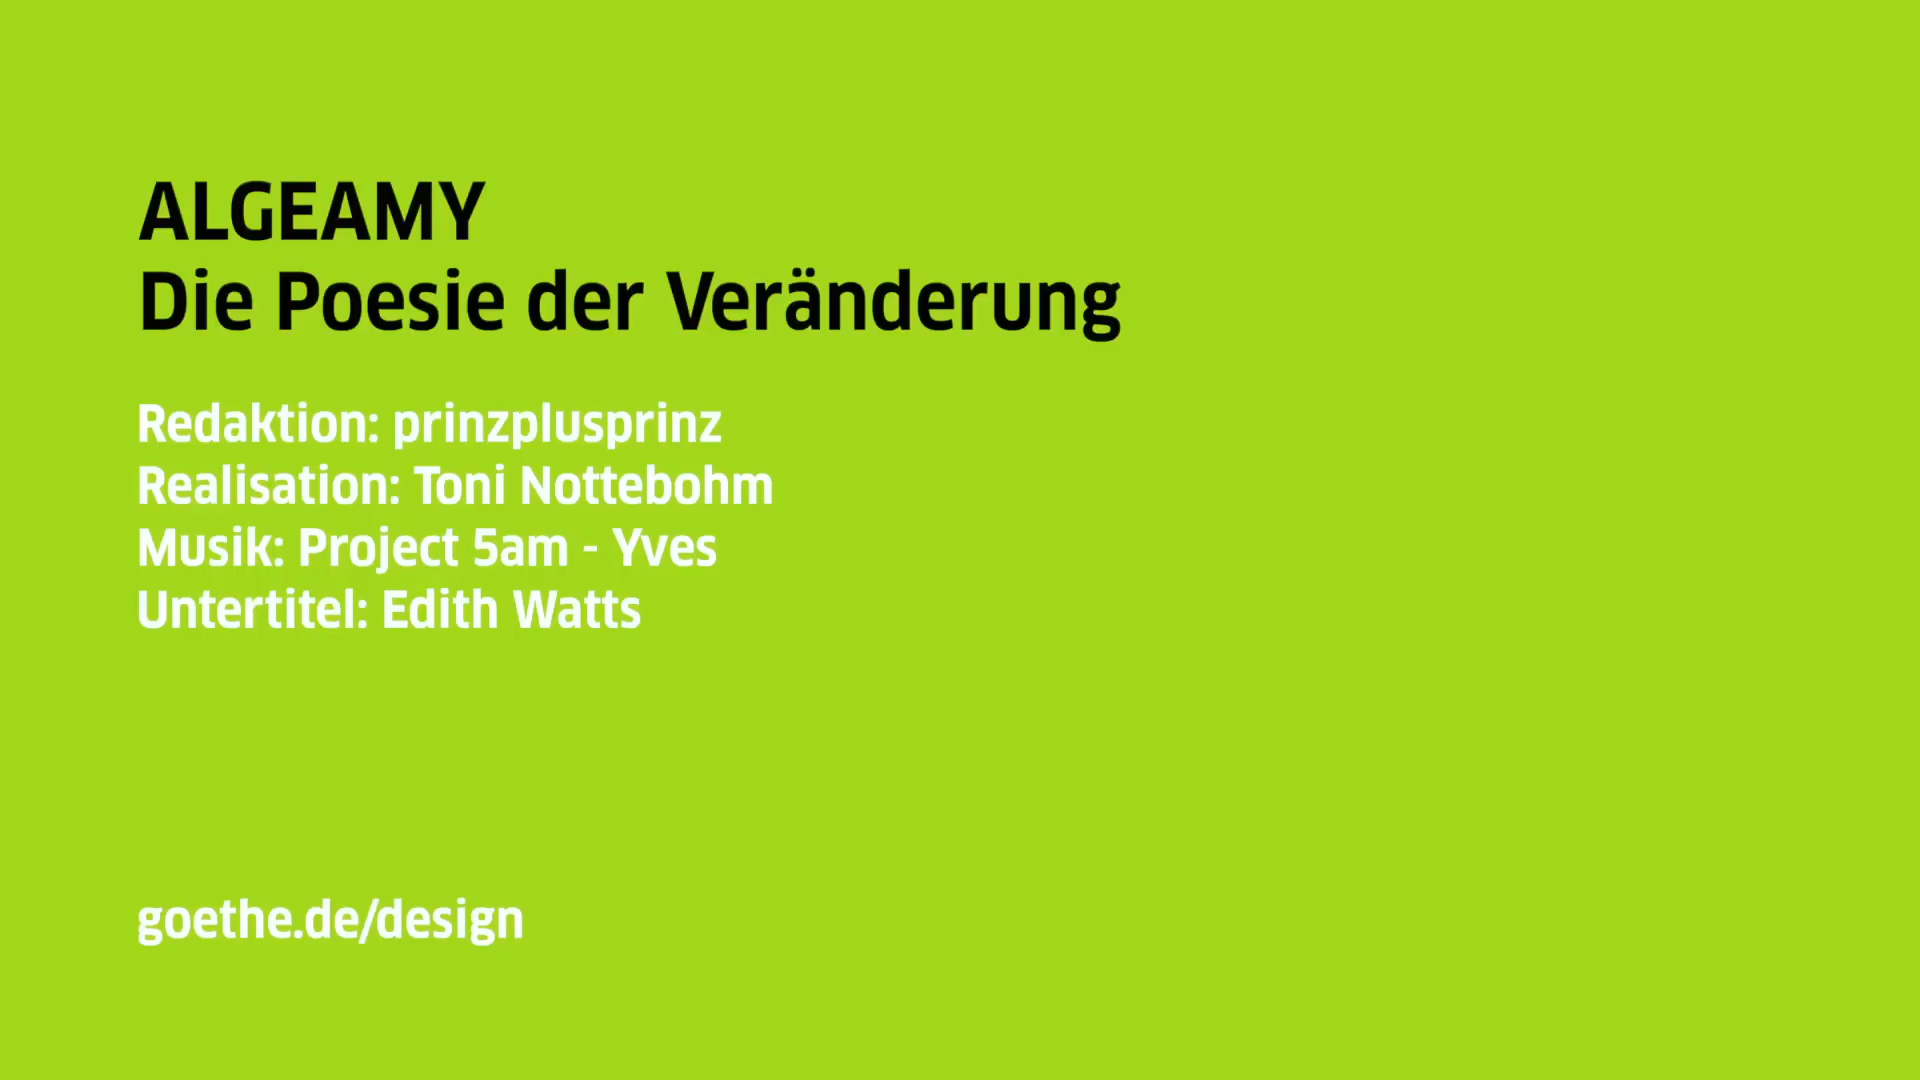 ALGEAMY
Die Poesie der Veränderung
Redaktion: prinzplusprinz
Realisation: Toni Nottebohm
Musik: Project 5am - Yves
Untertitel: Edith Watts
goethe.de/design